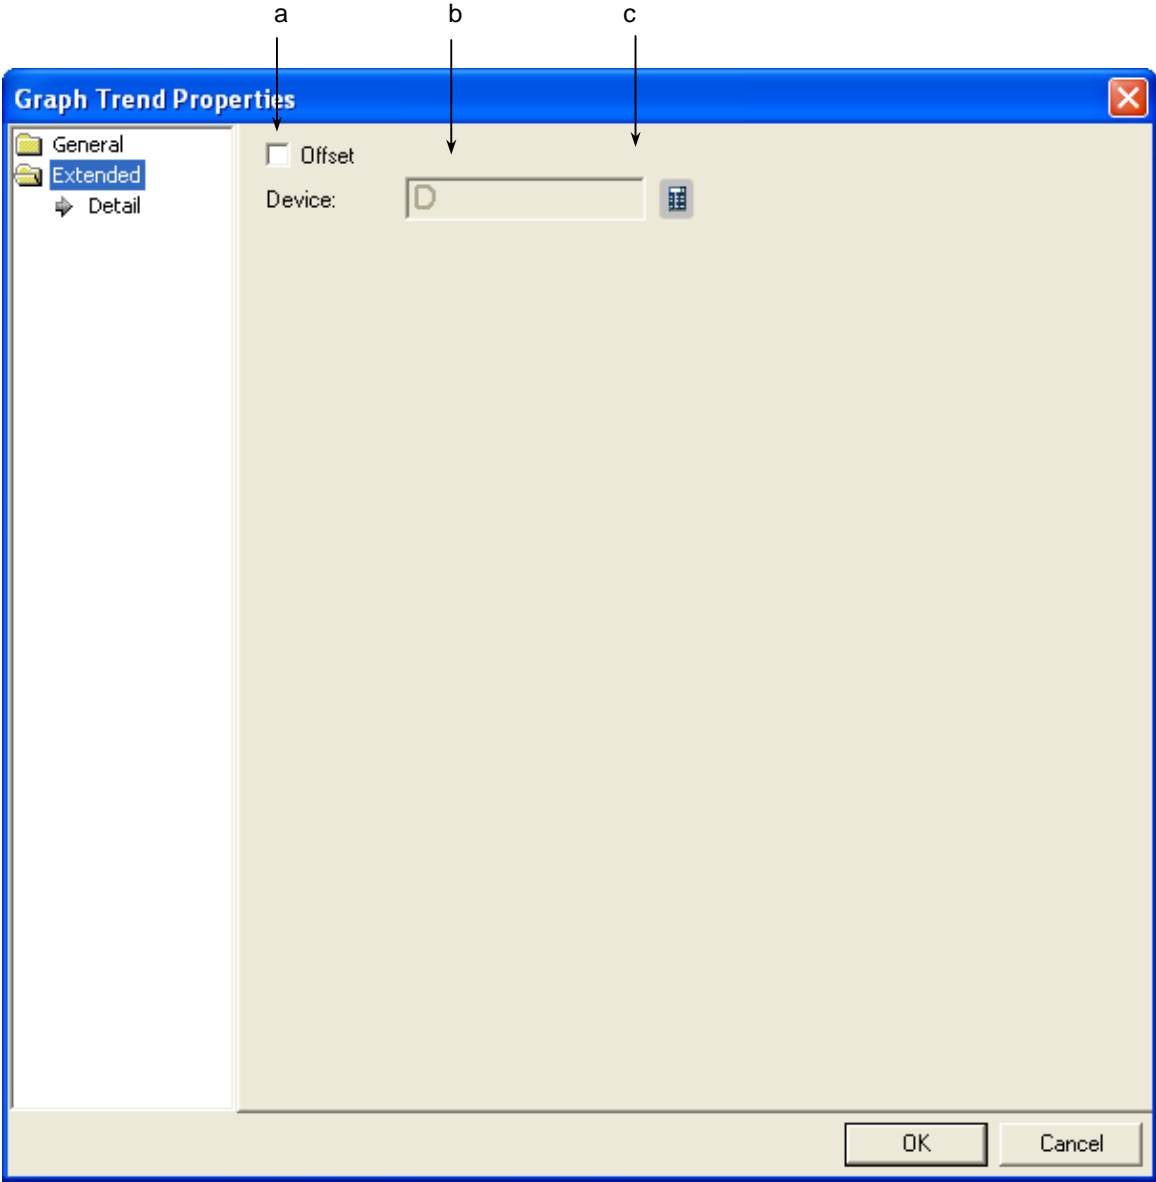 a b c
Graph Trend Properties
General
Extended
Detail
Offset
Device: D
OK Cancel